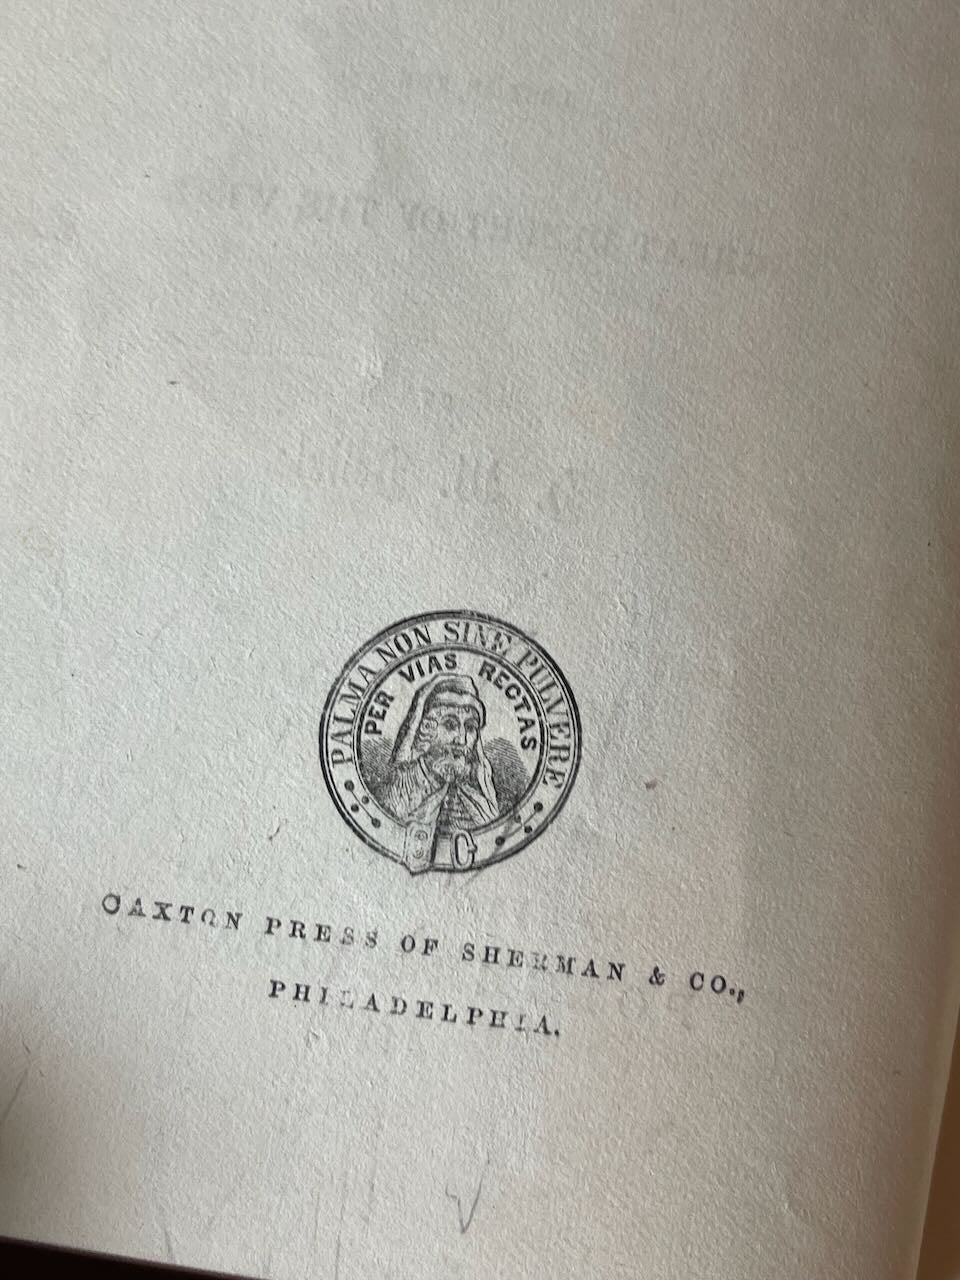 PALMA NON SINE PULVERE
PER VIAS RECTAS
CAXTON PRESS OF SHERMAN & CO.,
PHILADELPHIA.